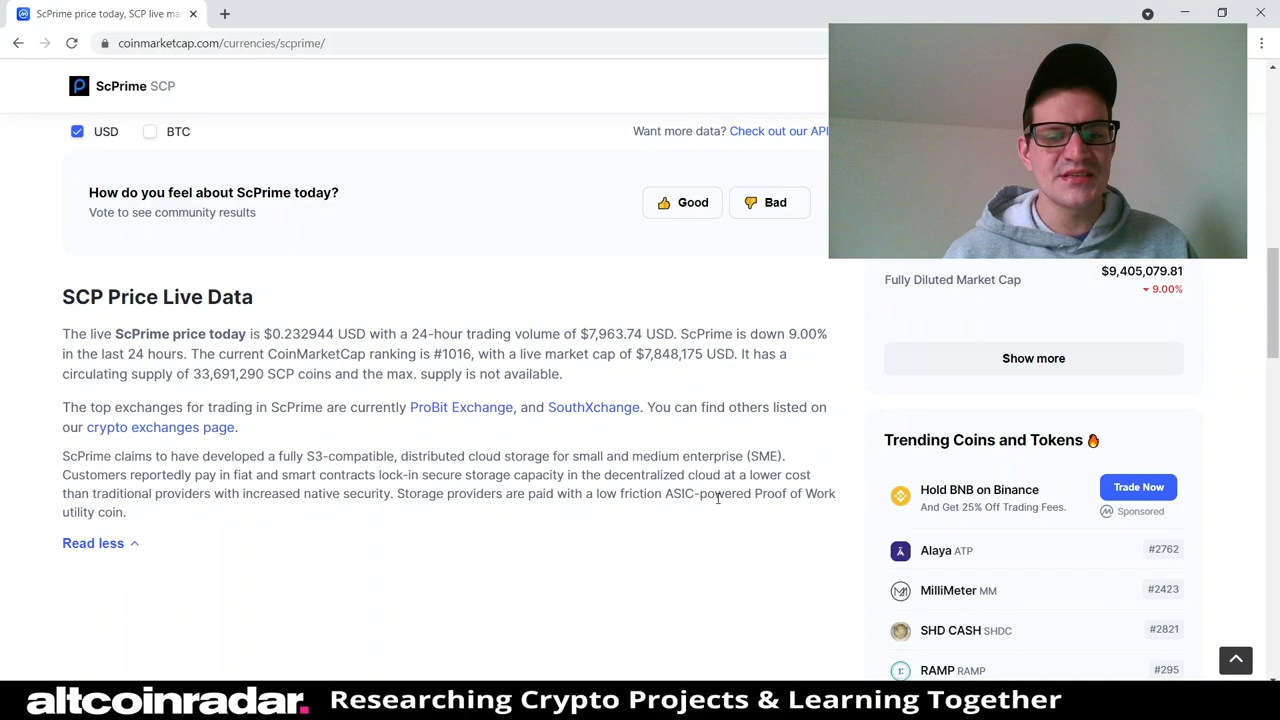 ScPrime price today, SCP live ma
coinmarketcap.com/currencies/scprime/
ScPrime SCP
USD BTC
Want more data? Check out our API
How do you feel about ScPrime today?
Vote to see community results
Good
Bad
Fully Diluted Market Cap
$9,405,079.81
9.00%
Show more
SCP Price Live Data
The live ScPrime price today is $0.232944 USD with a 24-hour trading volume of $7,963.74 USD. ScPrime is down 9.00%
in the last 24 hours. The current CoinMarketCap ranking is #1016, with a live market cap of $7,848,175 USD. It has a
circulating supply of 33,691,290 SCP coins and the max. supply is not available.
The top exchanges for trading in ScPrime are currently ProBit Exchange, and SouthXchange. You can find others listed on
our crypto exchanges page.
ScPrime claims to have developed a fully S3-compatible, distributed cloud storage for small and medium enterprise (SME).
Customers reportedly pay in fiat and smart contracts lock-in secure storage capacity in the decentralized cloud at a lower cost
than traditional providers with increased native security. Storage providers are paid with a low friction ASIC-powered Proof of Work
utility coin.
Read less
Trending Coins and Tokens
Hold BNB on Binance
And Get 25% Off Trading Fees.
Trade Now
Sponsored
Alaya ATP #2762
MilliMeter MM #2423
SHD CASH SHDC #2821
RAMP RAMP #295
altcoinradar. Researching Crypto Projects & Learning Together